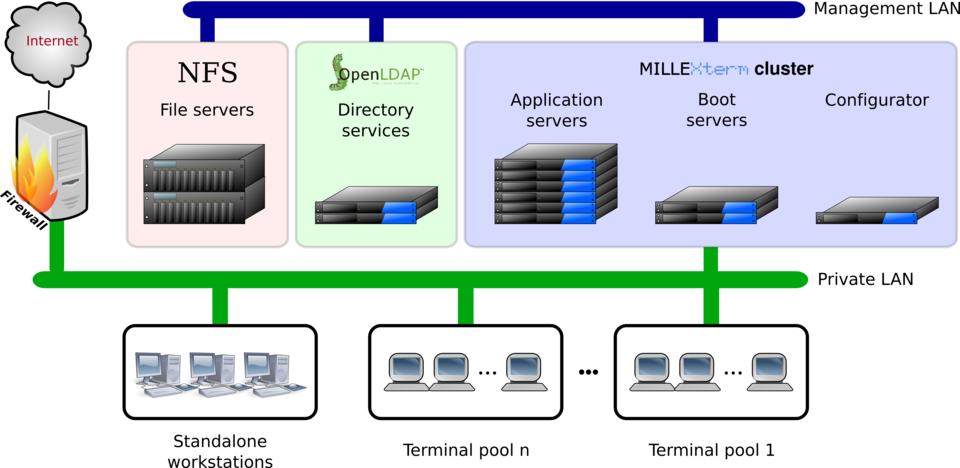 Management LAN
Internet
NFS
File servers
OpenLDAP™
Directory
services
MILLEXterm cluster
Application
servers
Boot
servers
Configurator
Firewall
Private LAN
...
...
...
Standalone
workstations
Terminal pool n
Terminal pool 1